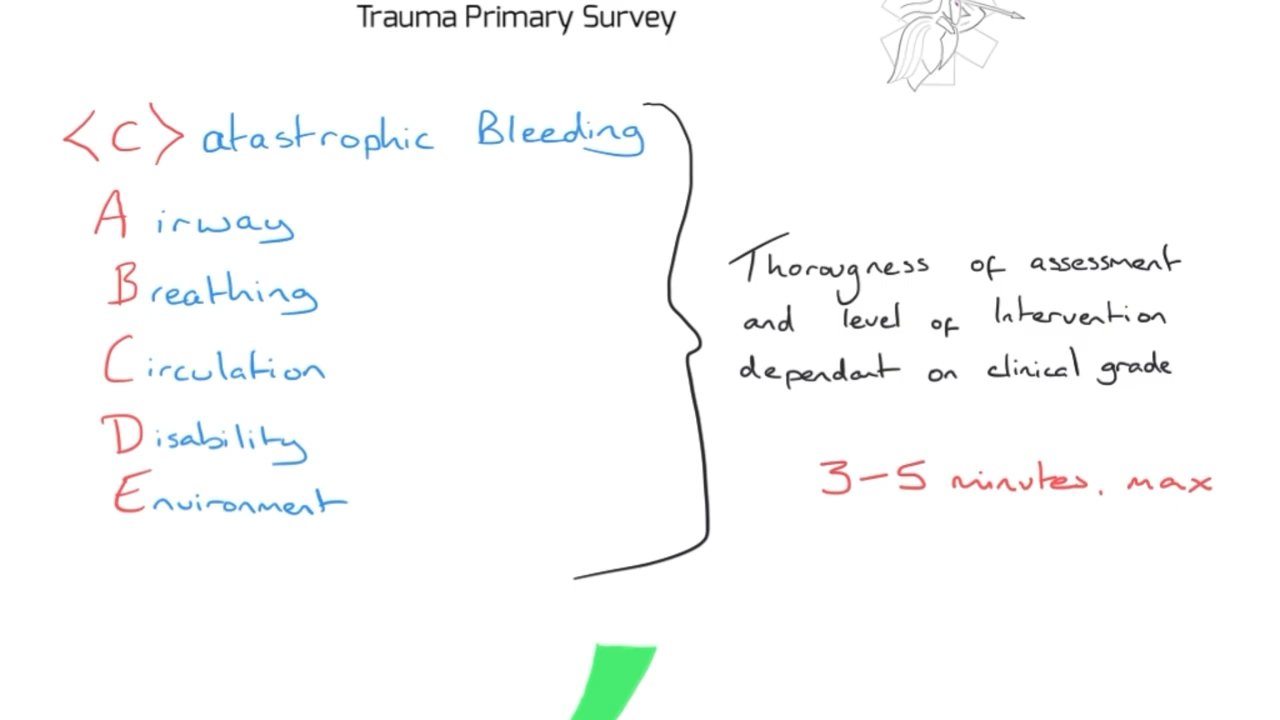 Trauma Primary Survey
<C>atastrophic Bleeding
Airway
Breathing
Circulation
Disability
Environment
Thorougness of assessment
and level of Intervention
dependant on clinical grade
3-5 minutes. max